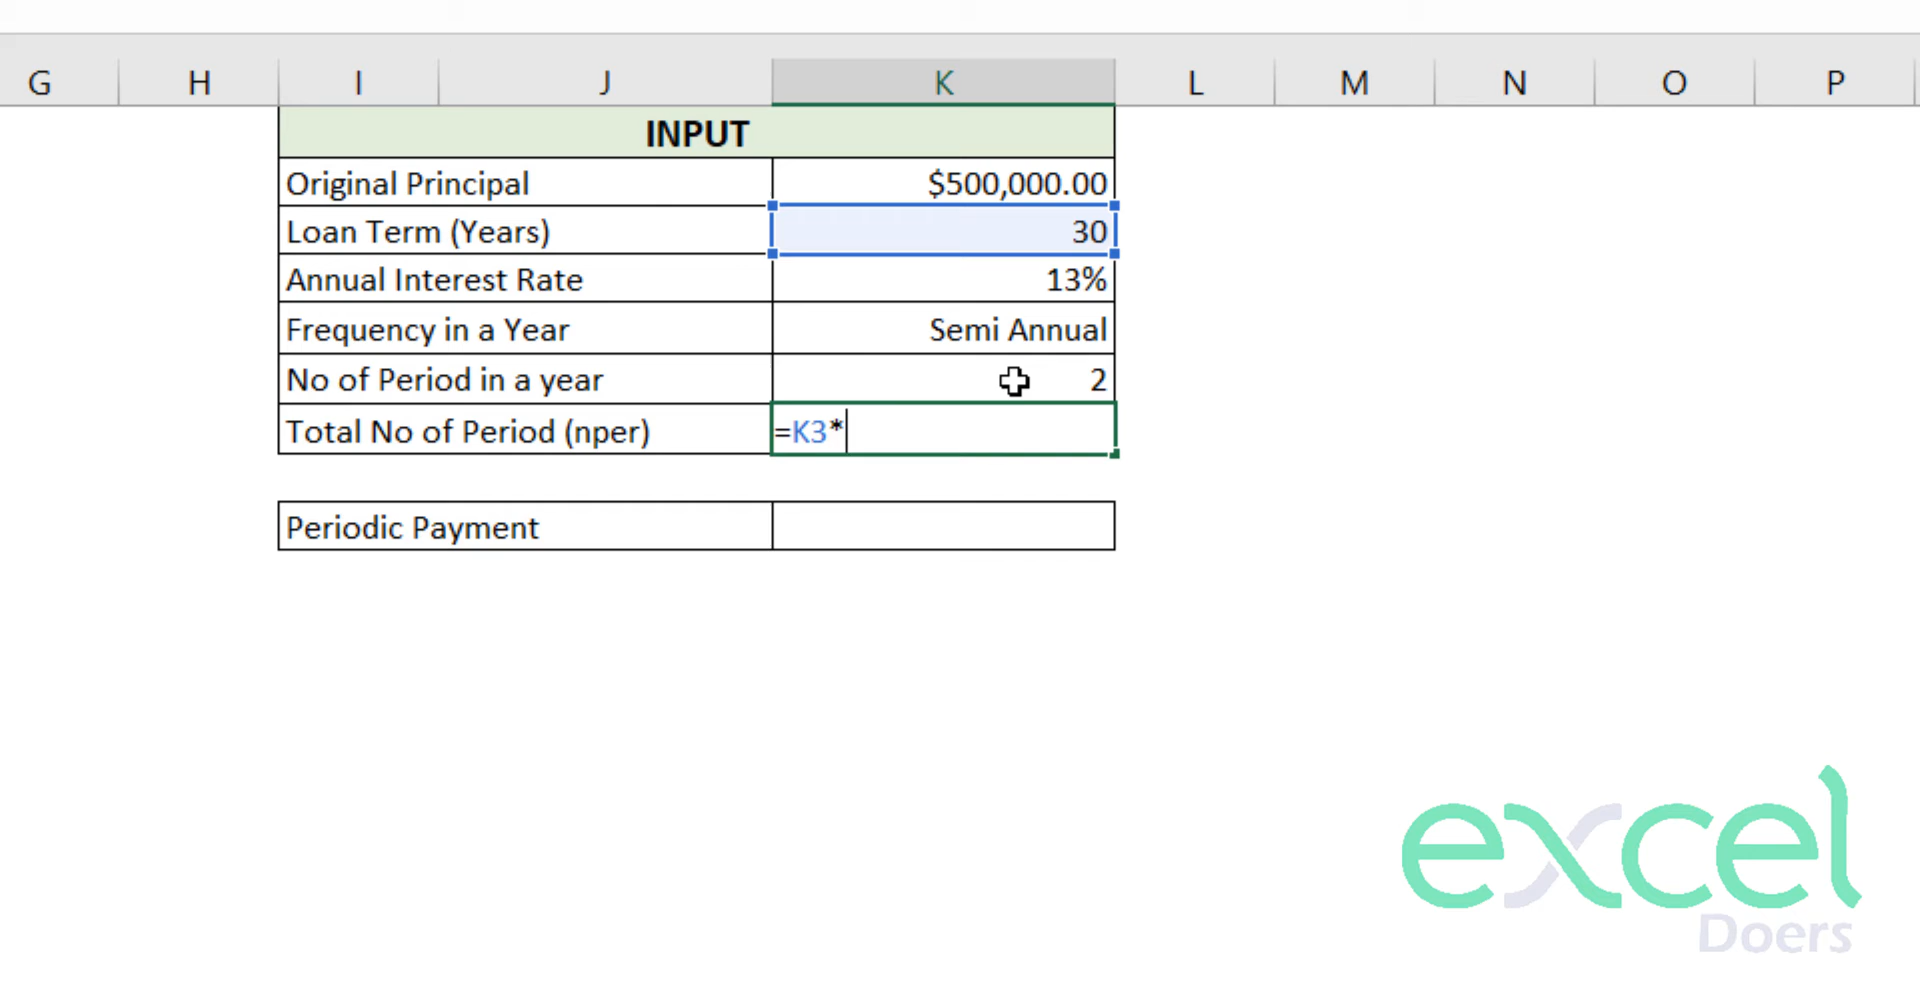 G H I J K L M N O P
INPUT
Original Principal $500,000.00
Loan Term (Years) 30
Annual Interest Rate 13%
Frequency in a Year Semi Annual
No of Period in a year 2
Total No of Period (nper) =K3*
Periodic Payment
excel
Doers